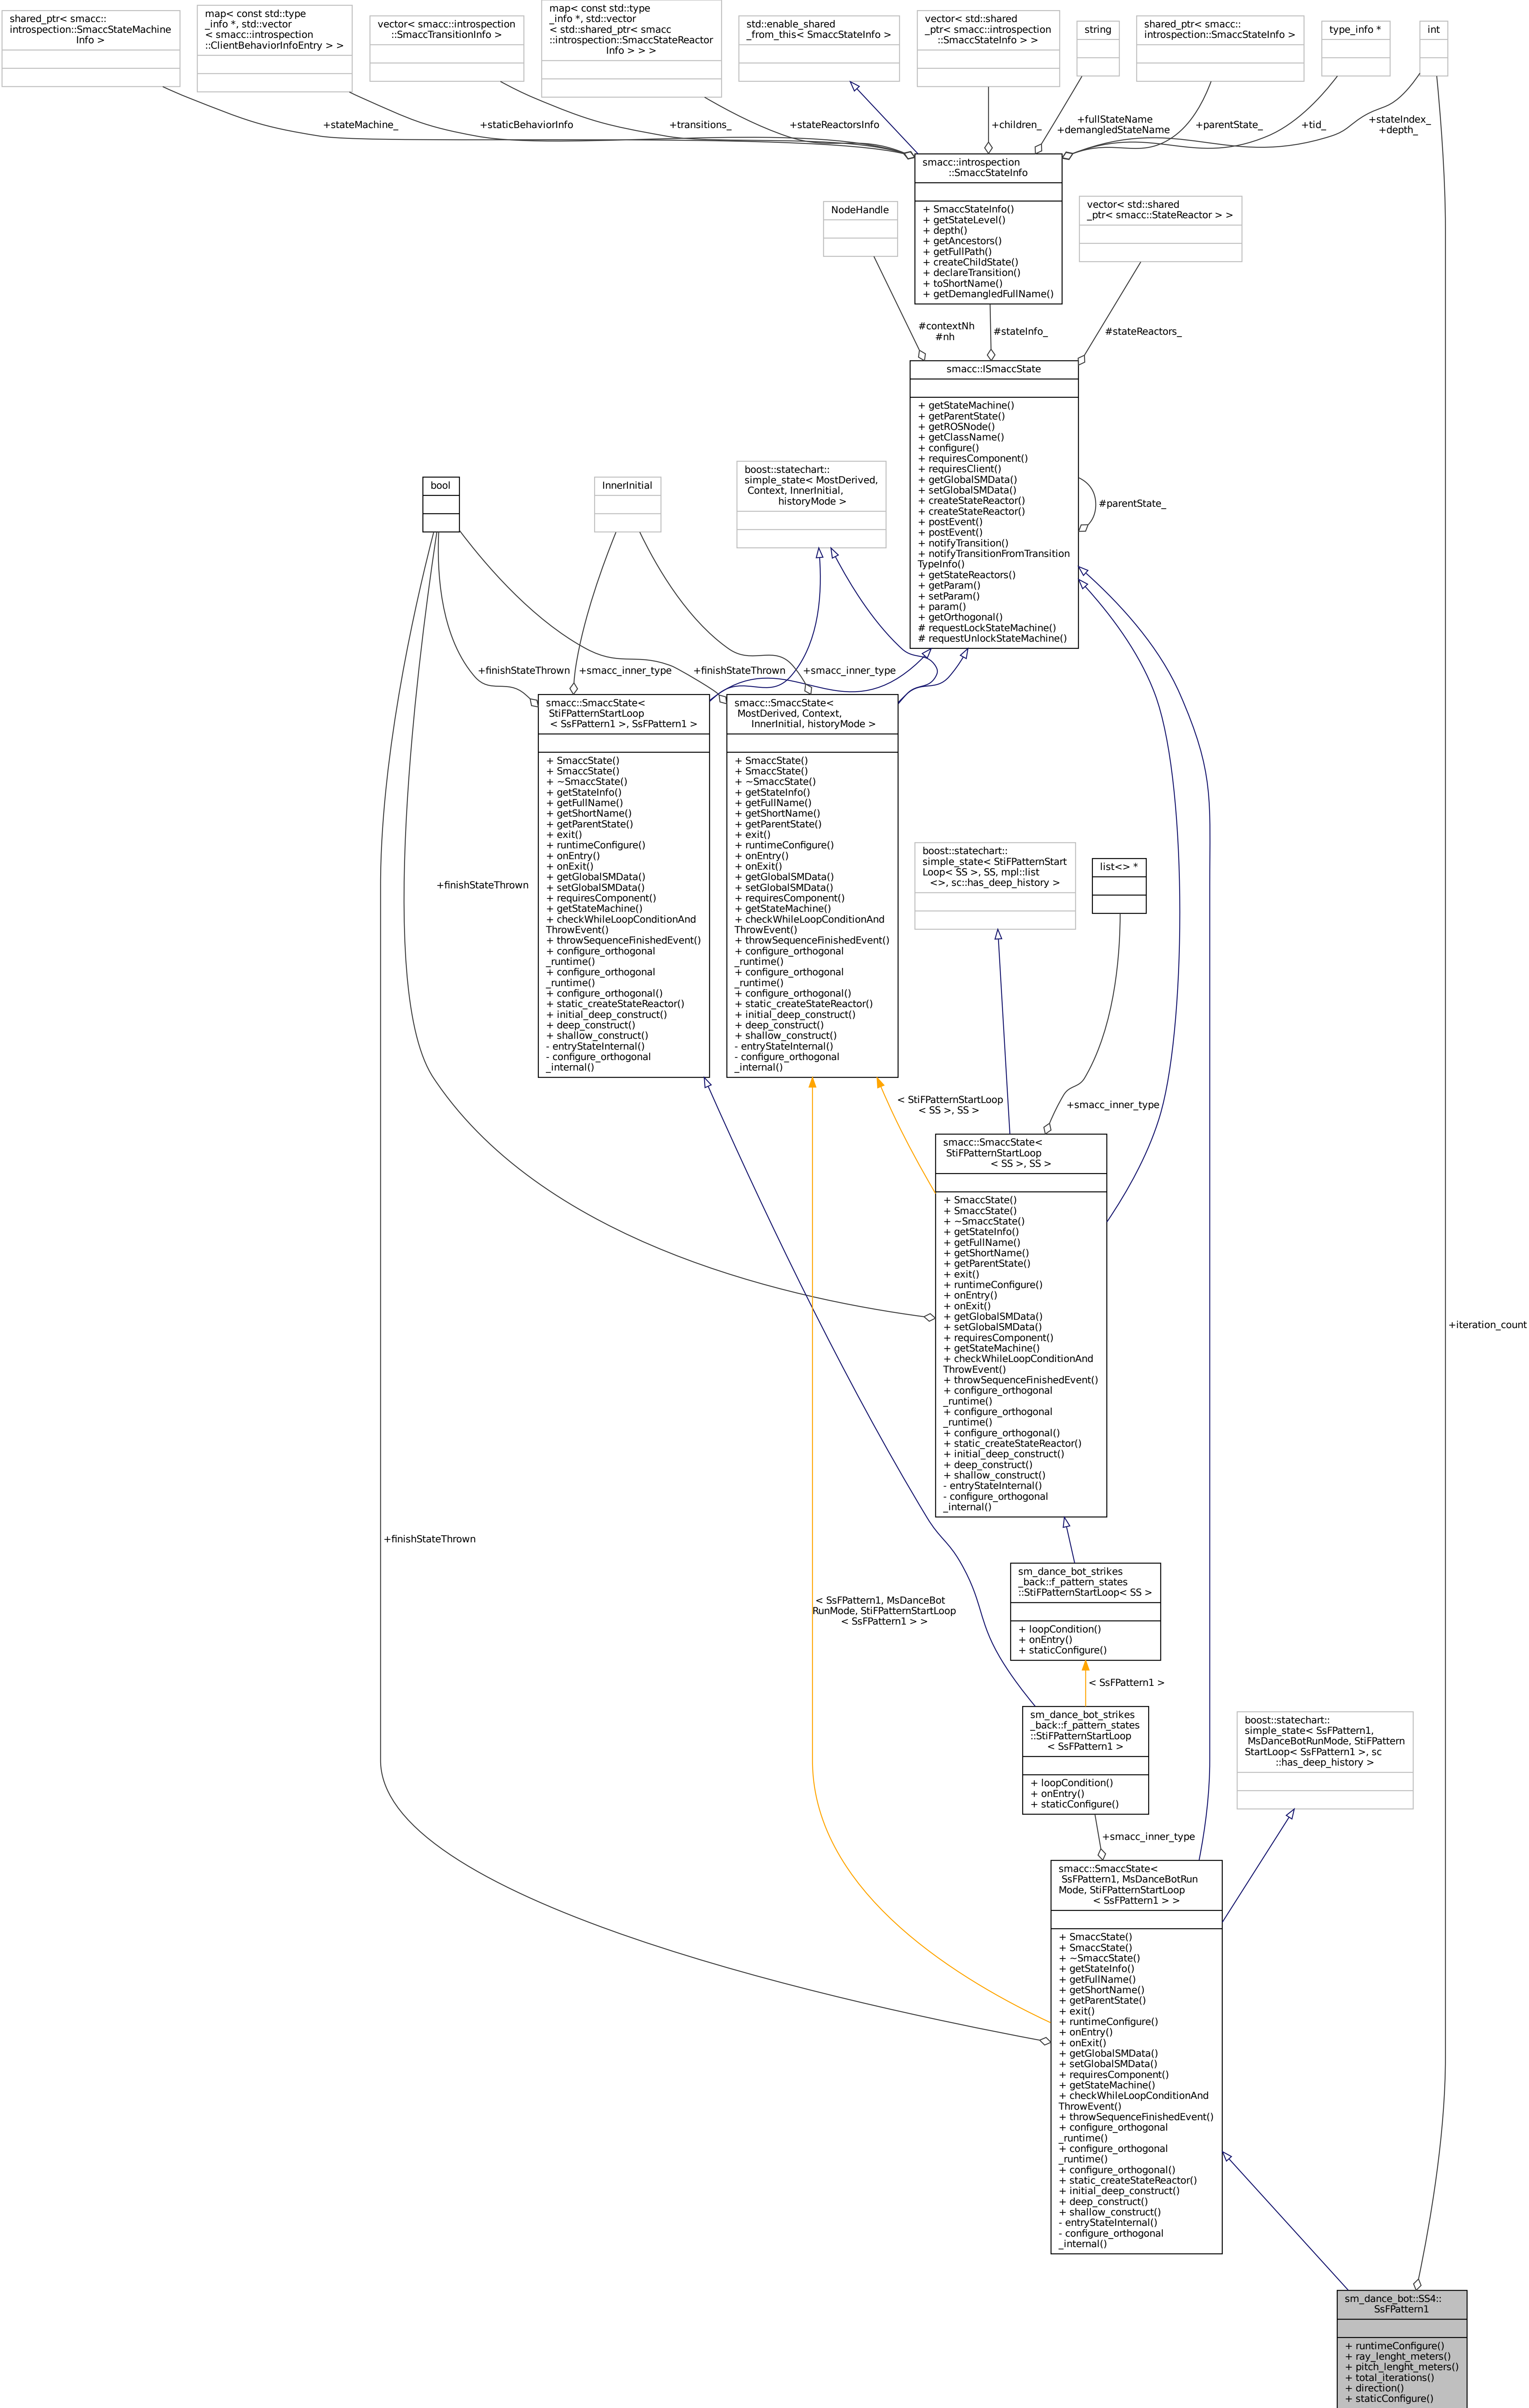 shared_ptr< smacc::
introspection::SmaccStateMachine
Info >
map< const std::type
_info *, std::vector
< smacc::introspection
::ClientBehaviorInfoEntry > >
vector< smacc::introspection
::SmaccTransitionInfo >
map< const std::type
_info *, std::vector
< std::shared_ptr< smacc
::introspection::SmaccStateReactor
Info > > >
std::enable_shared
_from_this< SmaccStateInfo >
vector< std::shared
_ptr< smacc::introspection
::SmaccStateInfo > >
string
shared_ptr< smacc::
introspection::SmaccStateInfo >
type_info *
int
+stateMachine_
+staticBehaviorInfo
+transitions_
+stateReactorsInfo
+children_
+fullStateName
+demangledStateName
+parentState_
+tid_
+stateIndex_
+depth_
smacc::introspection
::SmaccStateInfo
+ SmaccStateInfo()
+ getStateLevel()
+ depth()
+ getAncestors()
+ getFullPath()
+ createChildState()
+ declareTransition()
+ toShortName()
+ getDemangledFullName()
NodeHandle
vector< std::shared
_ptr< smacc::StateReactor > >
#contextNh
#nh
#stateInfo_
#stateReactors_
smacc::ISmaccState
+ getStateMachine()
+ getParentState()
+ getROSNode()
+ getClassName()
+ configure()
+ requiresComponent()
+ requiresClient()
+ getGlobalSMData()
+ setGlobalSMData()
+ createStateReactor()
+ createStateReactor()
+ postEvent()
+ postEvent()
+ notifyTransition()
+ notifyTransitionFromTransition
TypeInfo()
+ getStateReactors()
+ getParam()
+ setParam()
+ param()
+ getOrthogonal()
# requestLockStateMachine()
# requestUnlockStateMachine()
#parentState_
bool
InnerInitial
boost::statechart::
simple_state< MostDerived,
Context, InnerInitial,
historyMode >
+finishStateThrown
+smacc_inner_type
+finishStateThrown
+smacc_inner_type
smacc::SmaccState<
StiFPatternStartLoop
< SsFPattern1 >, SsFPattern1 >
+ SmaccState()
+ SmaccState()
+ ~SmaccState()
+ getStateInfo()
+ getFullName()
+ getShortName()
+ getParentState()
+ exit()
+ runtimeConfigure()
+ onEntry()
+ onExit()
+ getGlobalSMData()
+ setGlobalSMData()
+ requiresComponent()
+ getStateMachine()
+ checkWhileLoopConditionAnd
ThrowEvent()
+ throwSequenceFinishedEvent()
+ configure_orthogonal
_runtime()
+ configure_orthogonal
_runtime()
+ configure_orthogonal()
+ static_createStateReactor()
+ initial_deep_construct()
+ deep_construct()
+ shallow_construct()
- entryStateInternal()
- configure_orthogonal
_internal()
smacc::SmaccState<
MostDerived, Context,
InnerInitial, historyMode >
+ SmaccState()
+ SmaccState()
+ ~SmaccState()
+ getStateInfo()
+ getFullName()
+ getShortName()
+ getParentState()
+ exit()
+ runtimeConfigure()
+ onEntry()
+ onExit()
+ getGlobalSMData()
+ setGlobalSMData()
+ requiresComponent()
+ getStateMachine()
+ checkWhileLoopConditionAnd
ThrowEvent()
+ throwSequenceFinishedEvent()
+ configure_orthogonal
_runtime()
+ configure_orthogonal
_runtime()
+ configure_orthogonal()
+ static_createStateReactor()
+ initial_deep_construct()
+ deep_construct()
+ shallow_construct()
- entryStateInternal()
- configure_orthogonal
_internal()
+finishStateThrown
boost::statechart::
simple_state< StiFPatternStart
Loop< SS >, SS, mpl::list
<>, sc::has_deep_history >
list<> *
< StiFPatternStartLoop
< SS >, SS >
+smacc_inner_type
smacc::SmaccState<
StiFPatternStartLoop
< SS >, SS >
+ SmaccState()
+ SmaccState()
+ ~SmaccState()
+ getStateInfo()
+ getFullName()
+ getShortName()
+ getParentState()
+ exit()
+ runtimeConfigure()
+ onEntry()
+ onExit()
+ getGlobalSMData()
+ setGlobalSMData()
+ requiresComponent()
+ getStateMachine()
+ checkWhileLoopConditionAnd
ThrowEvent()
+ throwSequenceFinishedEvent()
+ configure_orthogonal
_runtime()
+ configure_orthogonal
_runtime()
+ configure_orthogonal()
+ static_createStateReactor()
+ initial_deep_construct()
+ deep_construct()
+ shallow_construct()
- entryStateInternal()
- configure_orthogonal
_internal()
+iteration_count
+finishStateThrown
sm_dance_bot_strikes
_back::f_pattern_states
::StiFPatternStartLoop< SS >
+ loopCondition()
+ onEntry()
+ staticConfigure()
< SsFPattern1, MsDanceBot
RunMode, StiFPatternStartLoop
< SsFPattern1 > >
< SsFPattern1 >
sm_dance_bot_strikes
_back::f_pattern_states
::StiFPatternStartLoop
< SsFPattern1 >
+ loopCondition()
+ onEntry()
+ staticConfigure()
boost::statechart::
simple_state< SsFPattern1,
MsDanceBotRunMode, StiFPattern
StartLoop< SsFPattern1 >, sc
::has_deep_history >
+smacc_inner_type
smacc::SmaccState<
SsFPattern1, MsDanceBotRun
Mode, StiFPatternStartLoop
< SsFPattern1 > >
+ SmaccState()
+ SmaccState()
+ ~SmaccState()
+ getStateInfo()
+ getFullName()
+ getShortName()
+ getParentState()
+ exit()
+ runtimeConfigure()
+ onEntry()
+ onExit()
+ getGlobalSMData()
+ setGlobalSMData()
+ requiresComponent()
+ getStateMachine()
+ checkWhileLoopConditionAnd
ThrowEvent()
+ throwSequenceFinishedEvent()
+ configure_orthogonal
_runtime()
+ configure_orthogonal
_runtime()
+ configure_orthogonal()
+ static_createStateReactor()
+ initial_deep_construct()
+ deep_construct()
+ shallow_construct()
- entryStateInternal()
- configure_orthogonal
_internal()
sm_dance_bot::SS4::
SsFPattern1
+ runtimeConfigure()
+ ray_lenght_meters()
+ pitch_lenght_meters()
+ total_iterations()
+ direction()
+ staticConfigure()